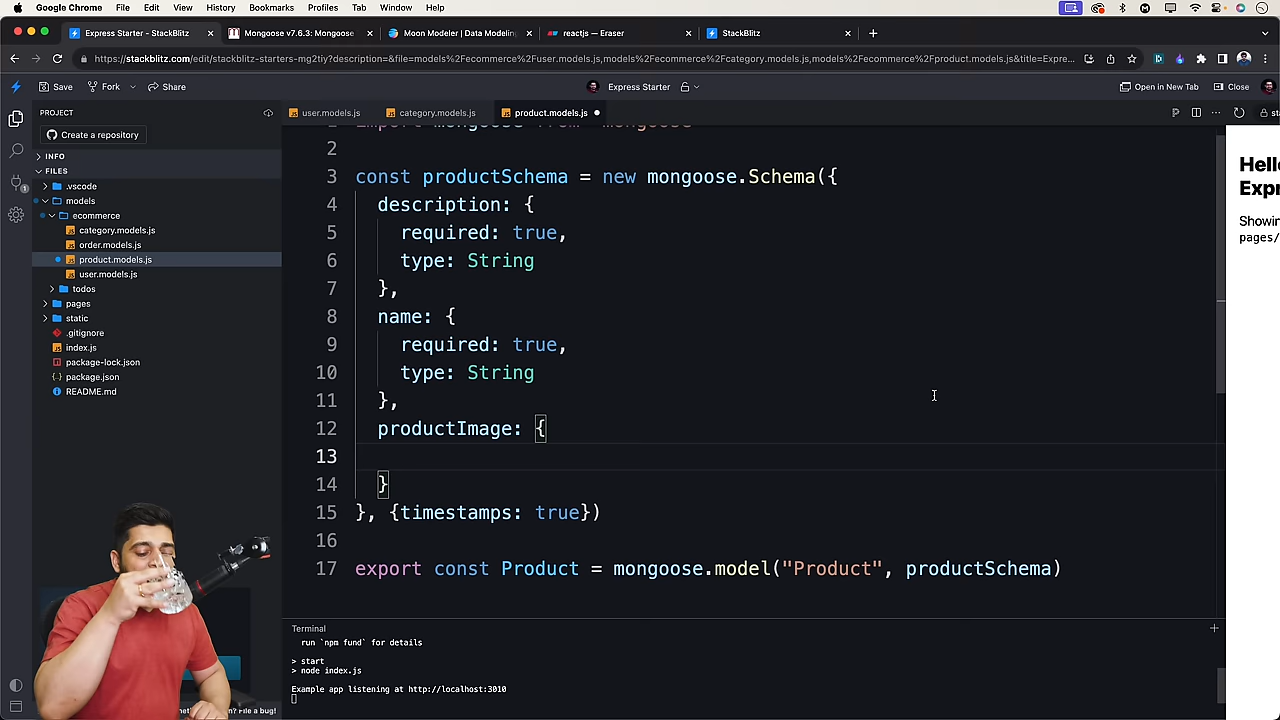 Google Chrome File Edit View History Bookmarks Profiles Tab Window Help
Express Starter - StackBlitz Mongoose v7.6.3: Mongoose Moon Modeler | Data Modeling reactjs — Eraser StackBlitz
https://stackblitz.com/edit/stackblitz-starters-mg2tiy?description=&file=models%2Fecommerce%2Fuser.models.js,models%2Fecommerce%2Fcategory.models.js,models%2Fecommerce%2Fproduct.models.js&title=Expre...
Save Fork Share Express Starter Open in New Tab Close
PROJECT
user.models.js category.models.js product.models.js
Create a repository
INFO
FILES
.vscode
models
ecommerce
category.models.js
order.models.js
product.models.js
user.models.js
todos
pages
static
.gitignore
index.js
package-lock.json
package.json
README.md
2
3 const productSchema = new mongoose.Schema({
4 description: {
5 required: true,
6 type: String
7 },
8 name: {
9 required: true,
10 type: String
11 },
12 productImage: {
13
14 }
15 }, {timestamps: true})
16
17 export const Product = mongoose.model("Product", productSchema)
Hello
Expr
Showing
pages/
Terminal
run `npm fund` for details
> start
> node index.js
Example app listening at http://localhost:3010
? File a bug!